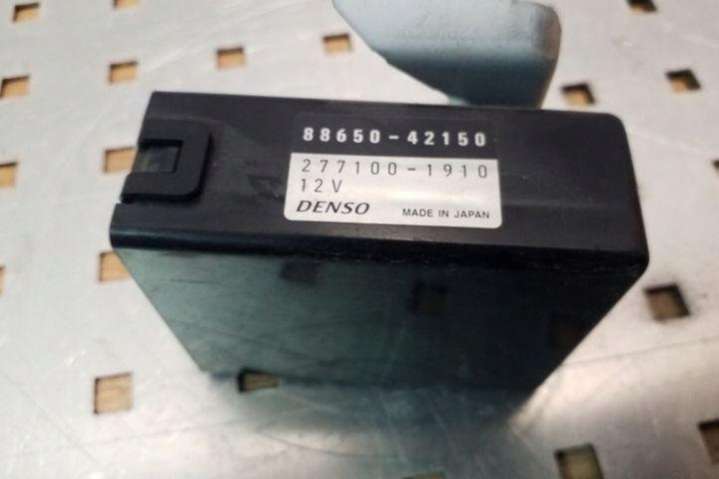 88650-42150
277100-1910
12V
DENSO MADE IN JAPAN